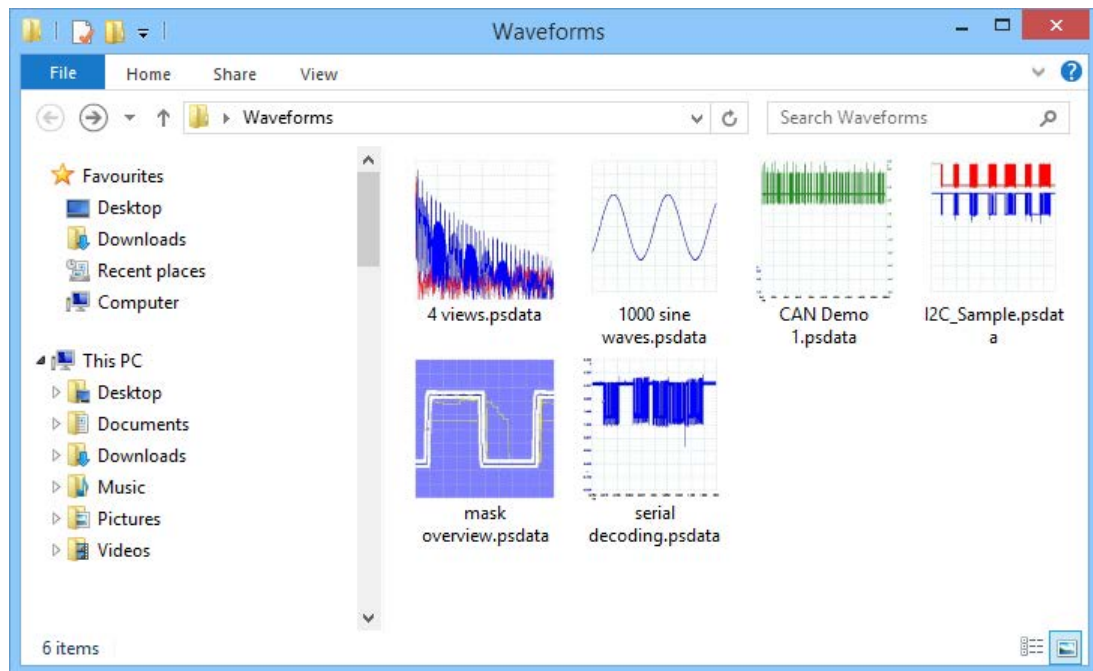 Waveforms
File Home Share View
Waveforms
Search Waveforms
Favourites
Desktop
Downloads
Recent places
Computer
This PC
Desktop
Documents
Downloads
Music
Pictures
Videos
4 views.psdata
1000 sine
waves.psdata
CAN Demo
1.psdata
I2C_Sample.psdat
a
mask
overview.psdata
serial
decoding.psdata
6 items